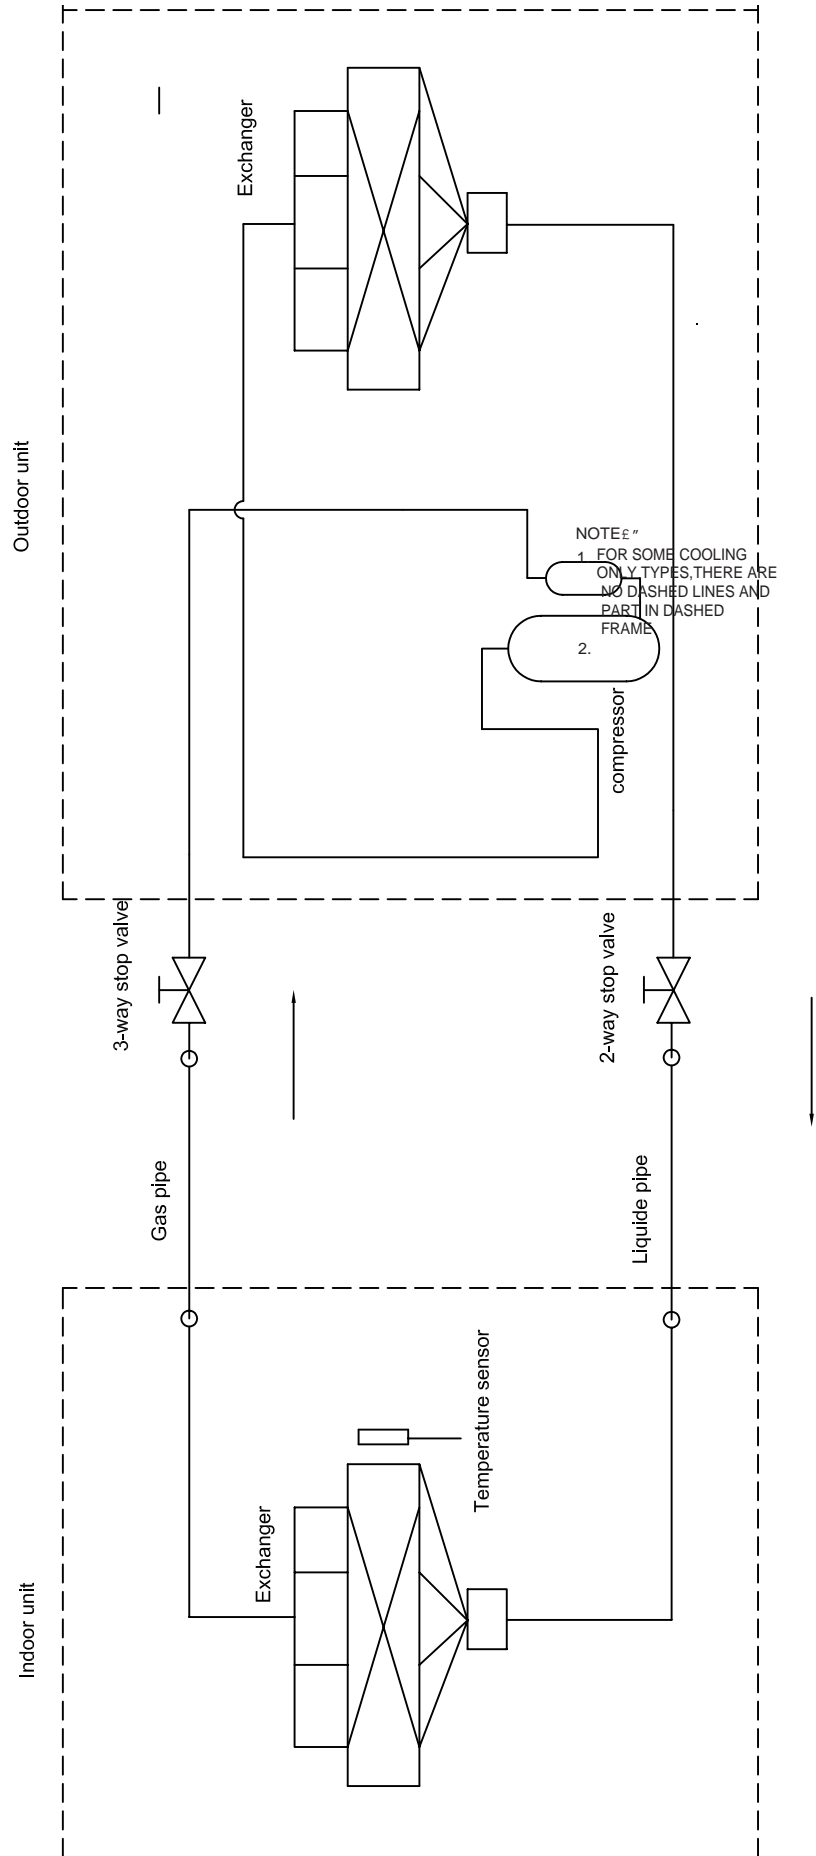 Exchanger
Outdoor unit
NOTE£〃
1. FOR SOME COOLING
ONLY TYPES,THERE ARE
NO DASHED LINES AND
PART IN DASHED
FRAME
2.
compressor
3-way stop valve
2-way stop valve
Gas pipe
Liquide pipe
Temperature sensor
Exchanger
Indoor unit